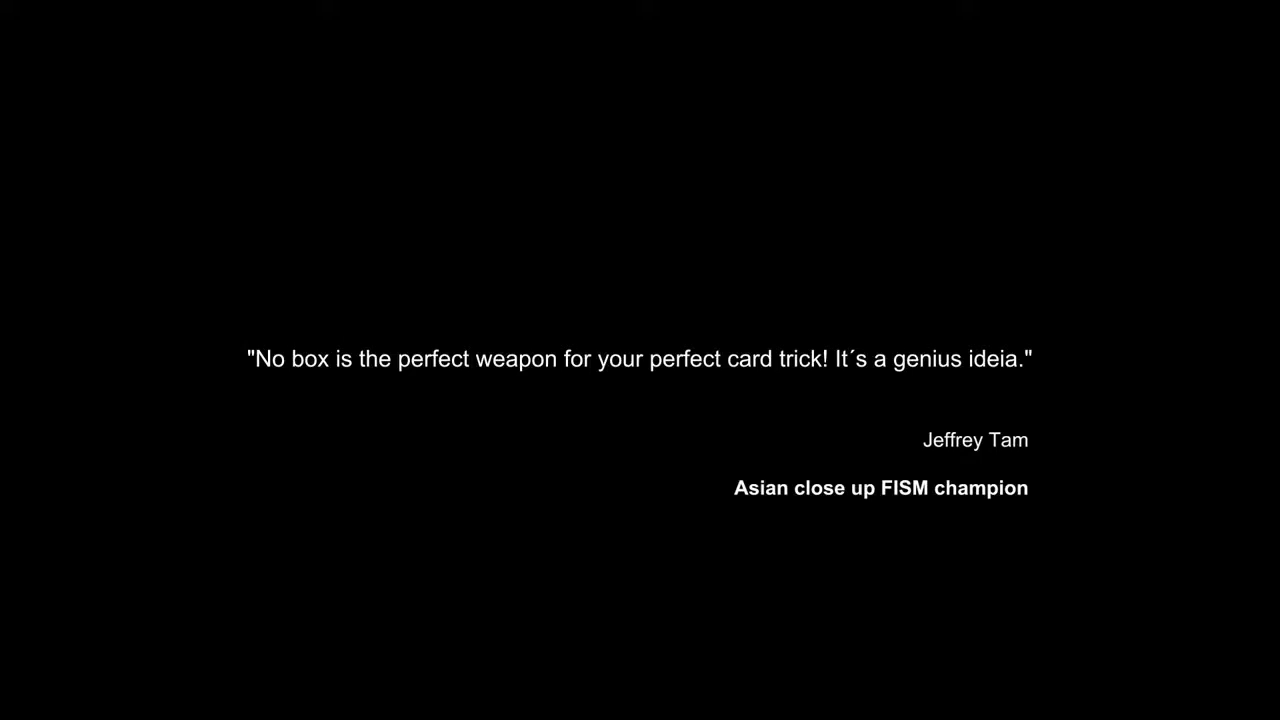 "No box is the perfect weapon for your perfect card trick! It´s a genius ideia."
Jeffrey Tam
Asian close up FISM champion